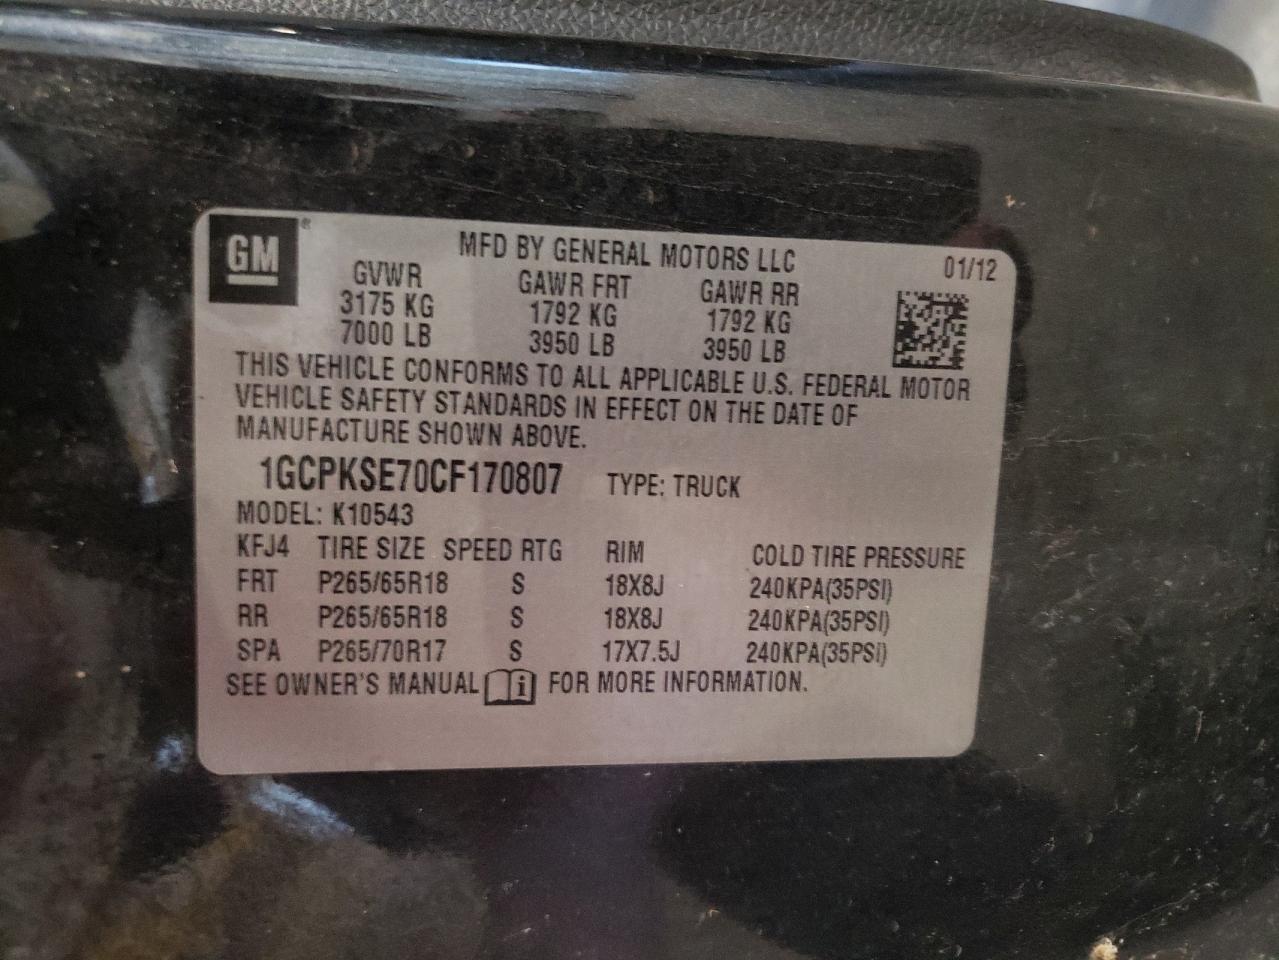 GM ®
MFD BY GENERAL MOTORS LLC 01/12
GVWR GAWR FRT GAWR RR
3175 KG 1792 KG 1792 KG
7000 LB 3950 LB 3950 LB
THIS VEHICLE CONFORMS TO ALL APPLICABLE U.S. FEDERAL MOTOR
VEHICLE SAFETY STANDARDS IN EFFECT ON THE DATE OF
MANUFACTURE SHOWN ABOVE.
1GCPKSE70CF170807 TYPE: TRUCK
MODEL: K10543
KFJ4 TIRE SIZE SPEED RTG RIM COLD TIRE PRESSURE
FRT P265/65R18 S 18X8J 240KPA(35PSI)
RR P265/65R18 S 18X8J 240KPA(35PSI)
SPA P265/70R17 S 17X7.5J 240KPA(35PSI)
SEE OWNER'S MANUAL i FOR MORE INFORMATION.